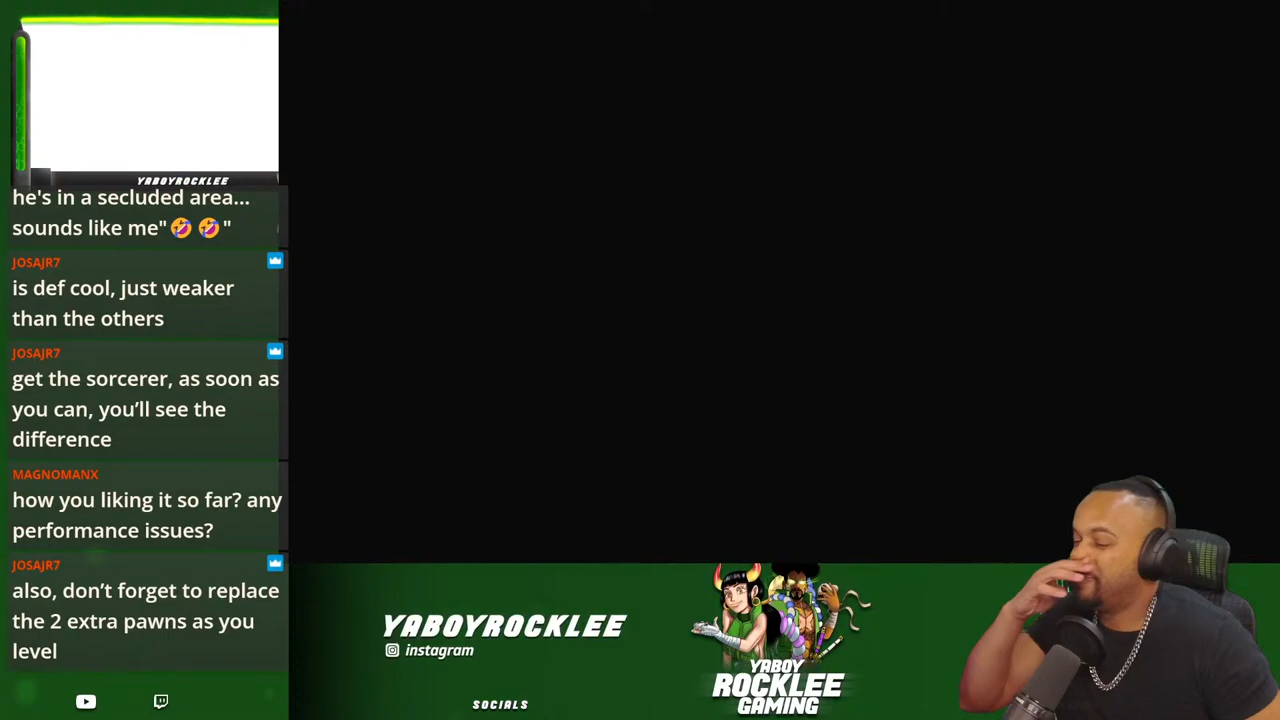 YABOYROCKLEE
he's in a secluded area...
sounds like me"🤣 🤣"
JOSAJR7
is def cool, just weaker
than the others
JOSAJR7
get the sorcerer, as soon as
you can, you’ll see the
difference
MAGNOMANX
how you liking it so far? any
performance issues?
JOSAJR7
also, don’t forget to replace
the 2 extra pawns as you
level
YABOYROCKLEE
instagram
SOCIALS
YABOY
ROCKLEE
GAMING